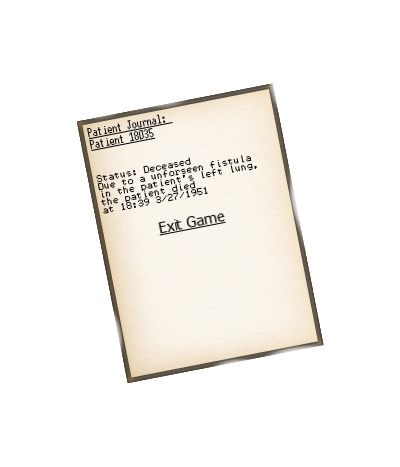 Patient Journal:
Patient 18035
Status: Deceased
Due to a unforseen fistula
in the patient's left lung,
the patient died
at 18:39 3/27/1951
Exit Game